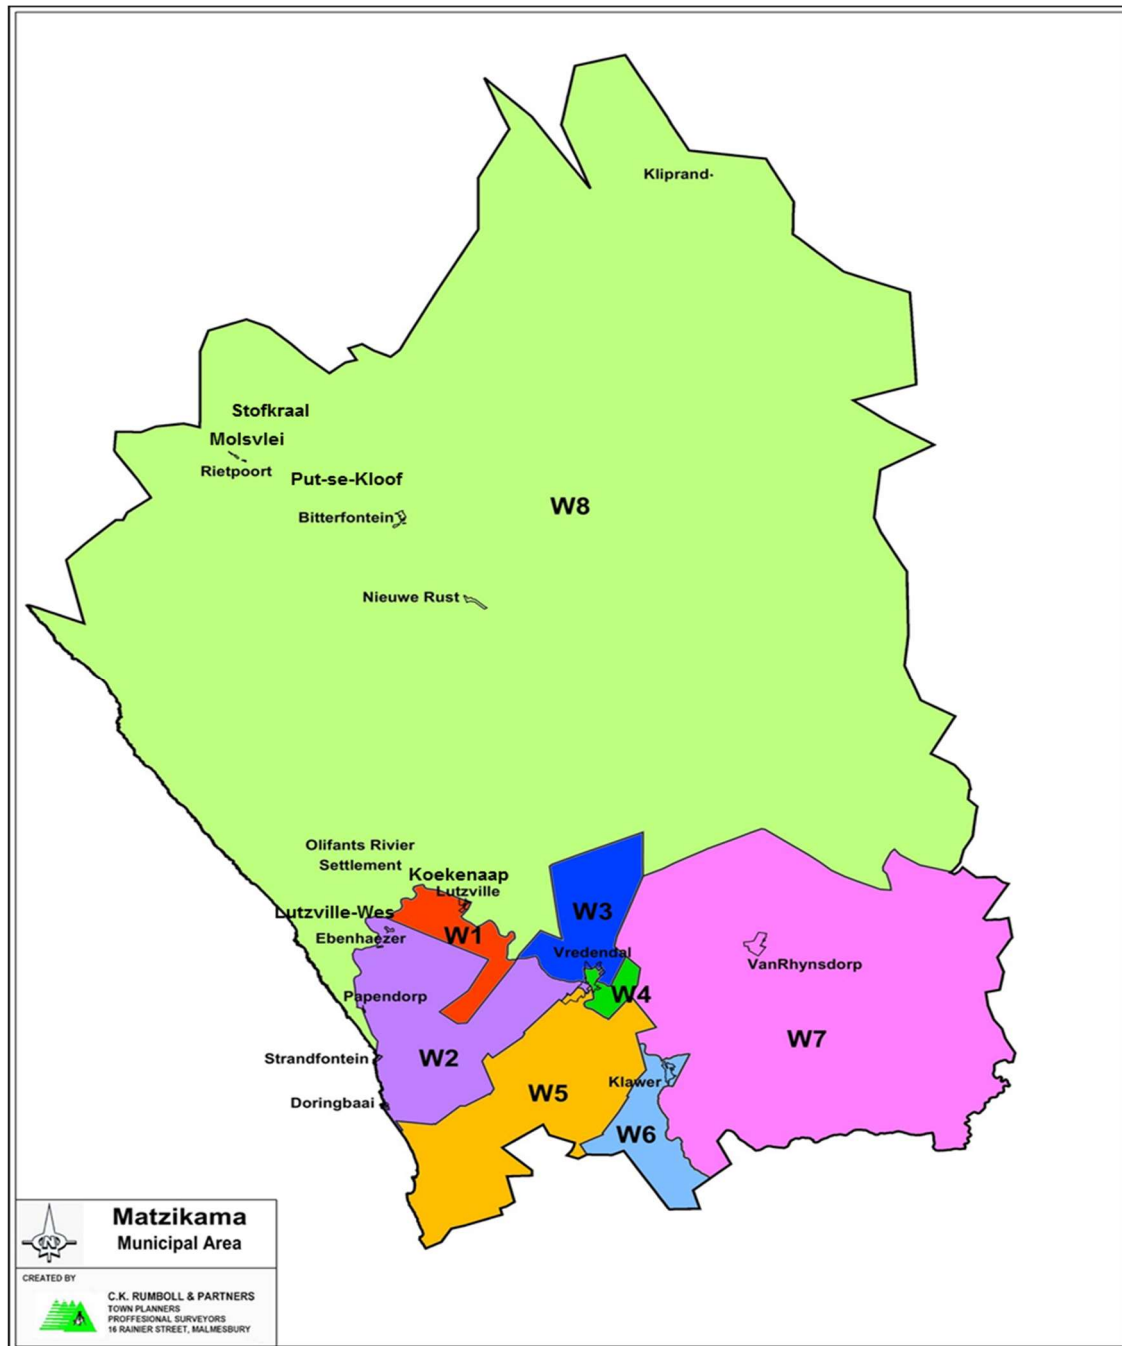 Kliprand
Stofkraal
Molsvlei
Rietpoort
Put-se-Kloof
W8
Bitterfontein
Nieuwe Rust
Olifants Rivier
Settlement
Koekenaap
Lutzville
Lutzville-Wes
W1
W3
Ebenhaezer
Vredendal
VanRhynsdorp
Papendorp
W4
W7
Strandfontein
W2
Klawer
W5
Doringbaai
W6
Matzikama
Municipal Area
N
CREATED BY
C.K. RUMBOLL & PARTNERS
TOWN PLANNERS
PROFFESIONAL SURVEYORS
16 RAINIER STREET, MALMESBURY